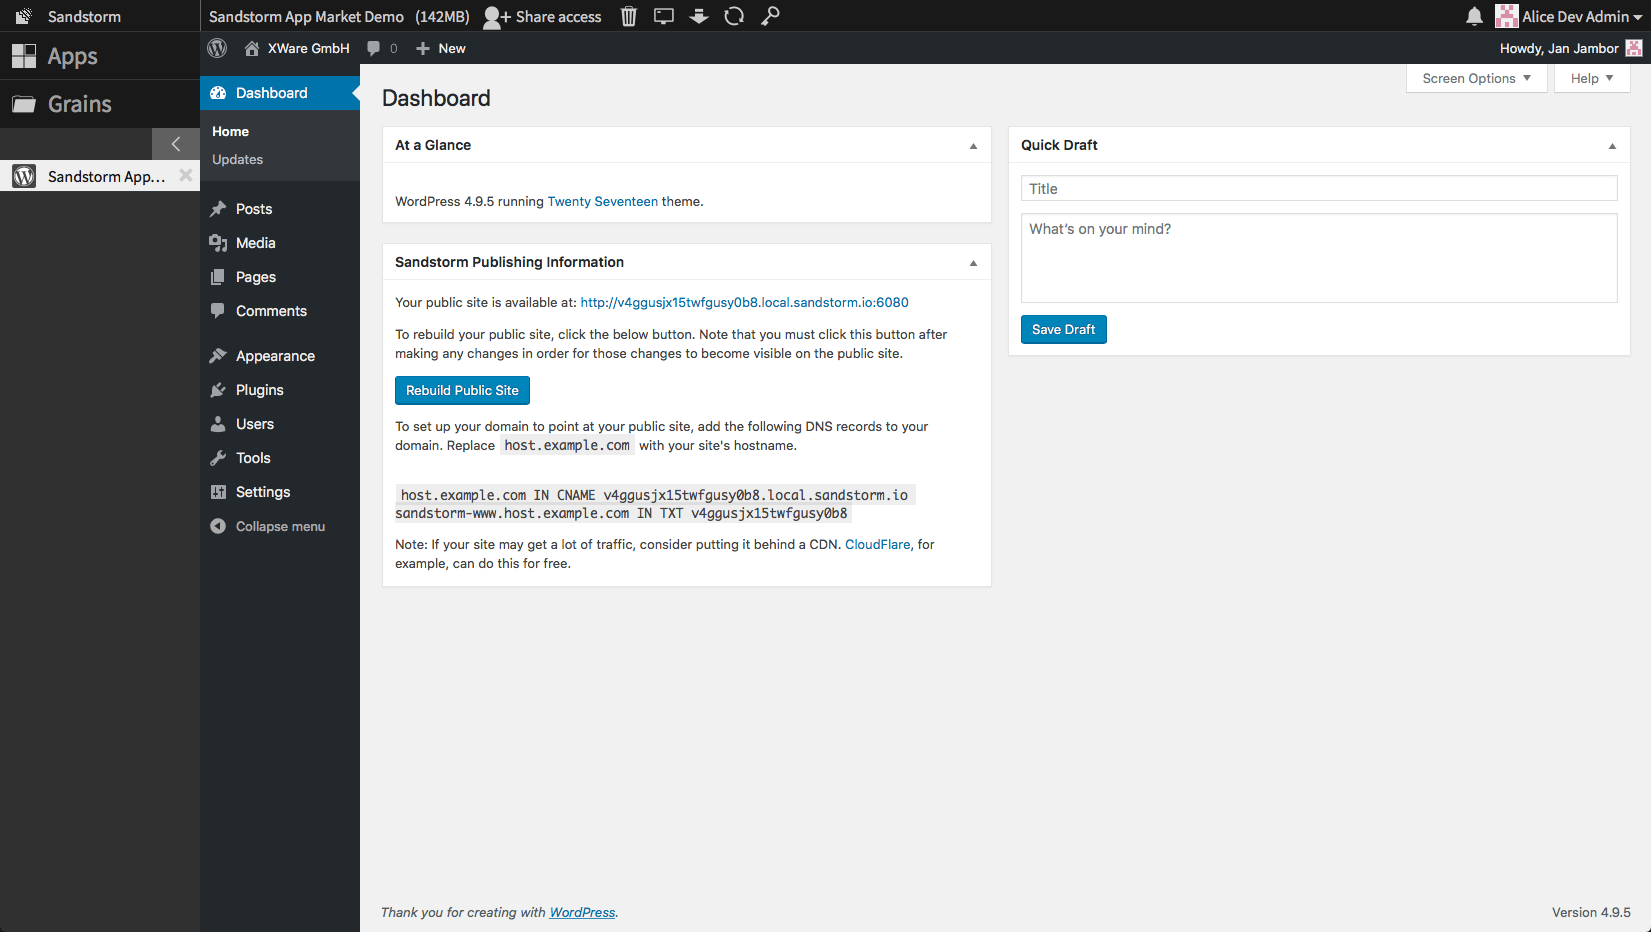 Sandstorm
Sandstorm App Market Demo (142MB) Share access
Alice Dev Admin
Apps
Grains
Sandstorm App...
XWare GmbH 0 New
Howdy, Jan Jambor
Dashboard
Home
Updates
Posts
Media
Pages
Comments
Appearance
Plugins
Users
Tools
Settings
Collapse menu
Screen Options
Help
Dashboard
At a Glance
WordPress 4.9.5 running Twenty Seventeen theme.
Sandstorm Publishing Information
Your public site is available at: http://v4ggusjx15twfgusy0b8.local.sandstorm.io:6080
To rebuild your public site, click the below button. Note that you must click this button after
making any changes in order for those changes to become visible on the public site.
Rebuild Public Site
To set up your domain to point at your public site, add the following DNS records to your
domain. Replace host.example.com with your site's hostname.
host.example.com IN CNAME v4ggusjx15twfgusy0b8.local.sandstorm.io
sandstorm-www.host.example.com IN TXT v4ggusjx15twfgusy0b8
Note: If your site may get a lot of traffic, consider putting it behind a CDN. CloudFlare, for
example, can do this for free.
Quick Draft
Title
What's on your mind?
Save Draft
Thank you for creating with WordPress.
Version 4.9.5